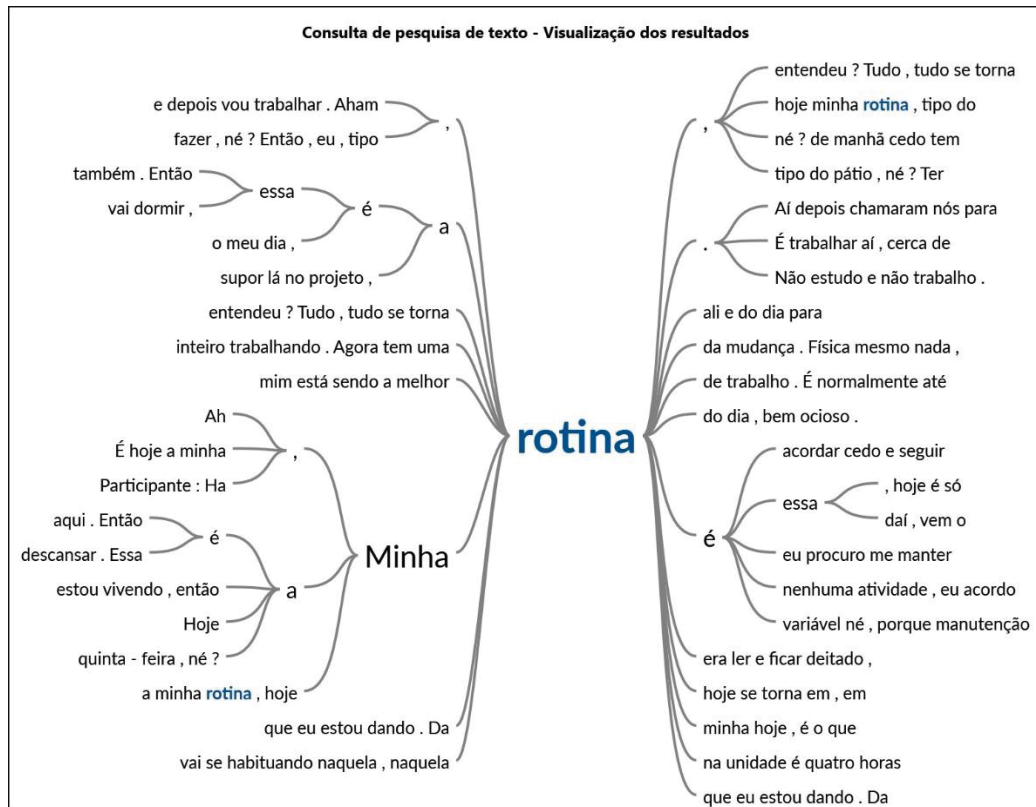 Consulta de pesquisa de texto - Visualização dos resultados
e depois vou trabalhar . Aham
fazer , né ? Então , eu , tipo
,
também . Então
vai dormir ,
essa
o meu dia ,
é
supor lá no projeto ,
a
entendeu ? Tudo , tudo se torna
inteiro trabalhando . Agora tem uma
mim está sendo a melhor
Ah
É hoje a minha
Participante : Ha
,
aqui . Então
descansar . Essa
é
estou vivendo , então
Hoje
quinta - feira , né ?
a
a minha rotina , hoje
Minha
que eu estou dando . Da
vai se habituando naquela , naquela
rotina
,
entendeu ? Tudo , tudo se torna
hoje minha rotina , tipo do
né ? de manhã cedo tem
tipo do pátio , né ? Ter
.
Aí depois chamaram nós para
É trabalhar aí , cerca de
Não estudo e não trabalho .
ali e do dia para
da mudança . Física mesmo nada ,
de trabalho . É normalmente até
do dia , bem ocioso .
é
acordar cedo e seguir
essa
, hoje é só
daí , vem o
eu procuro me manter
nenhuma atividade , eu acordo
variável né , porque manutenção
era ler e ficar deitado ,
hoje se torna em , em
minha hoje , é o que
na unidade é quatro horas
que eu estou dando . Da